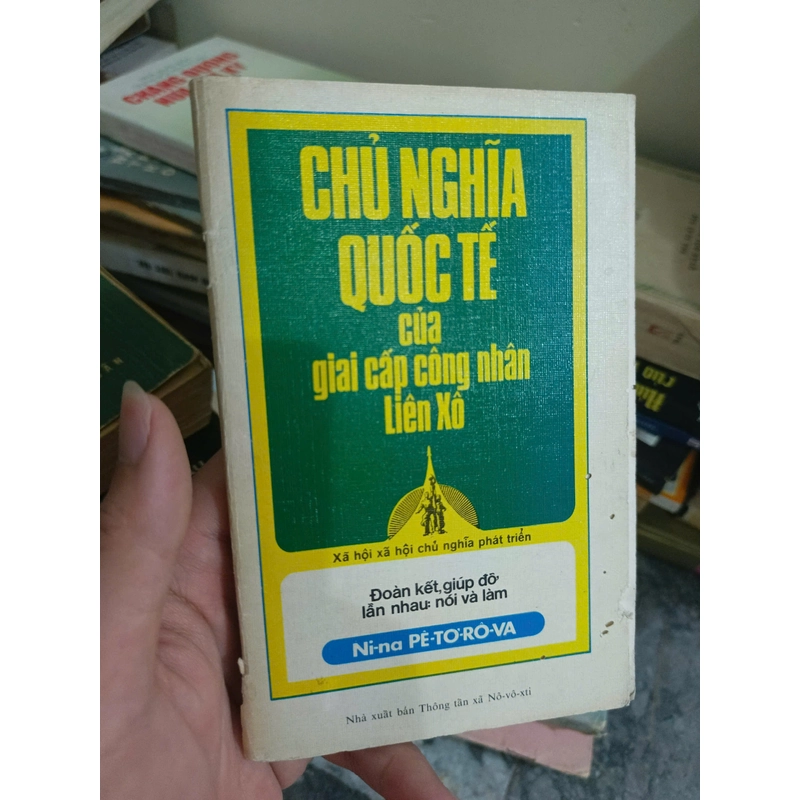 CHỦ NGHĨA
QUỐC TẾ
của
giai cấp công nhân
Liên Xô
Xã hội xã hội chủ nghĩa phát triển
Đoàn kết, giúp đỡ
lẫn nhau: nói và làm
Ni-na PÊ-TƠ-RÔ-VA
Nhà xuất bản Thông tấn xã Nô-vô-xti